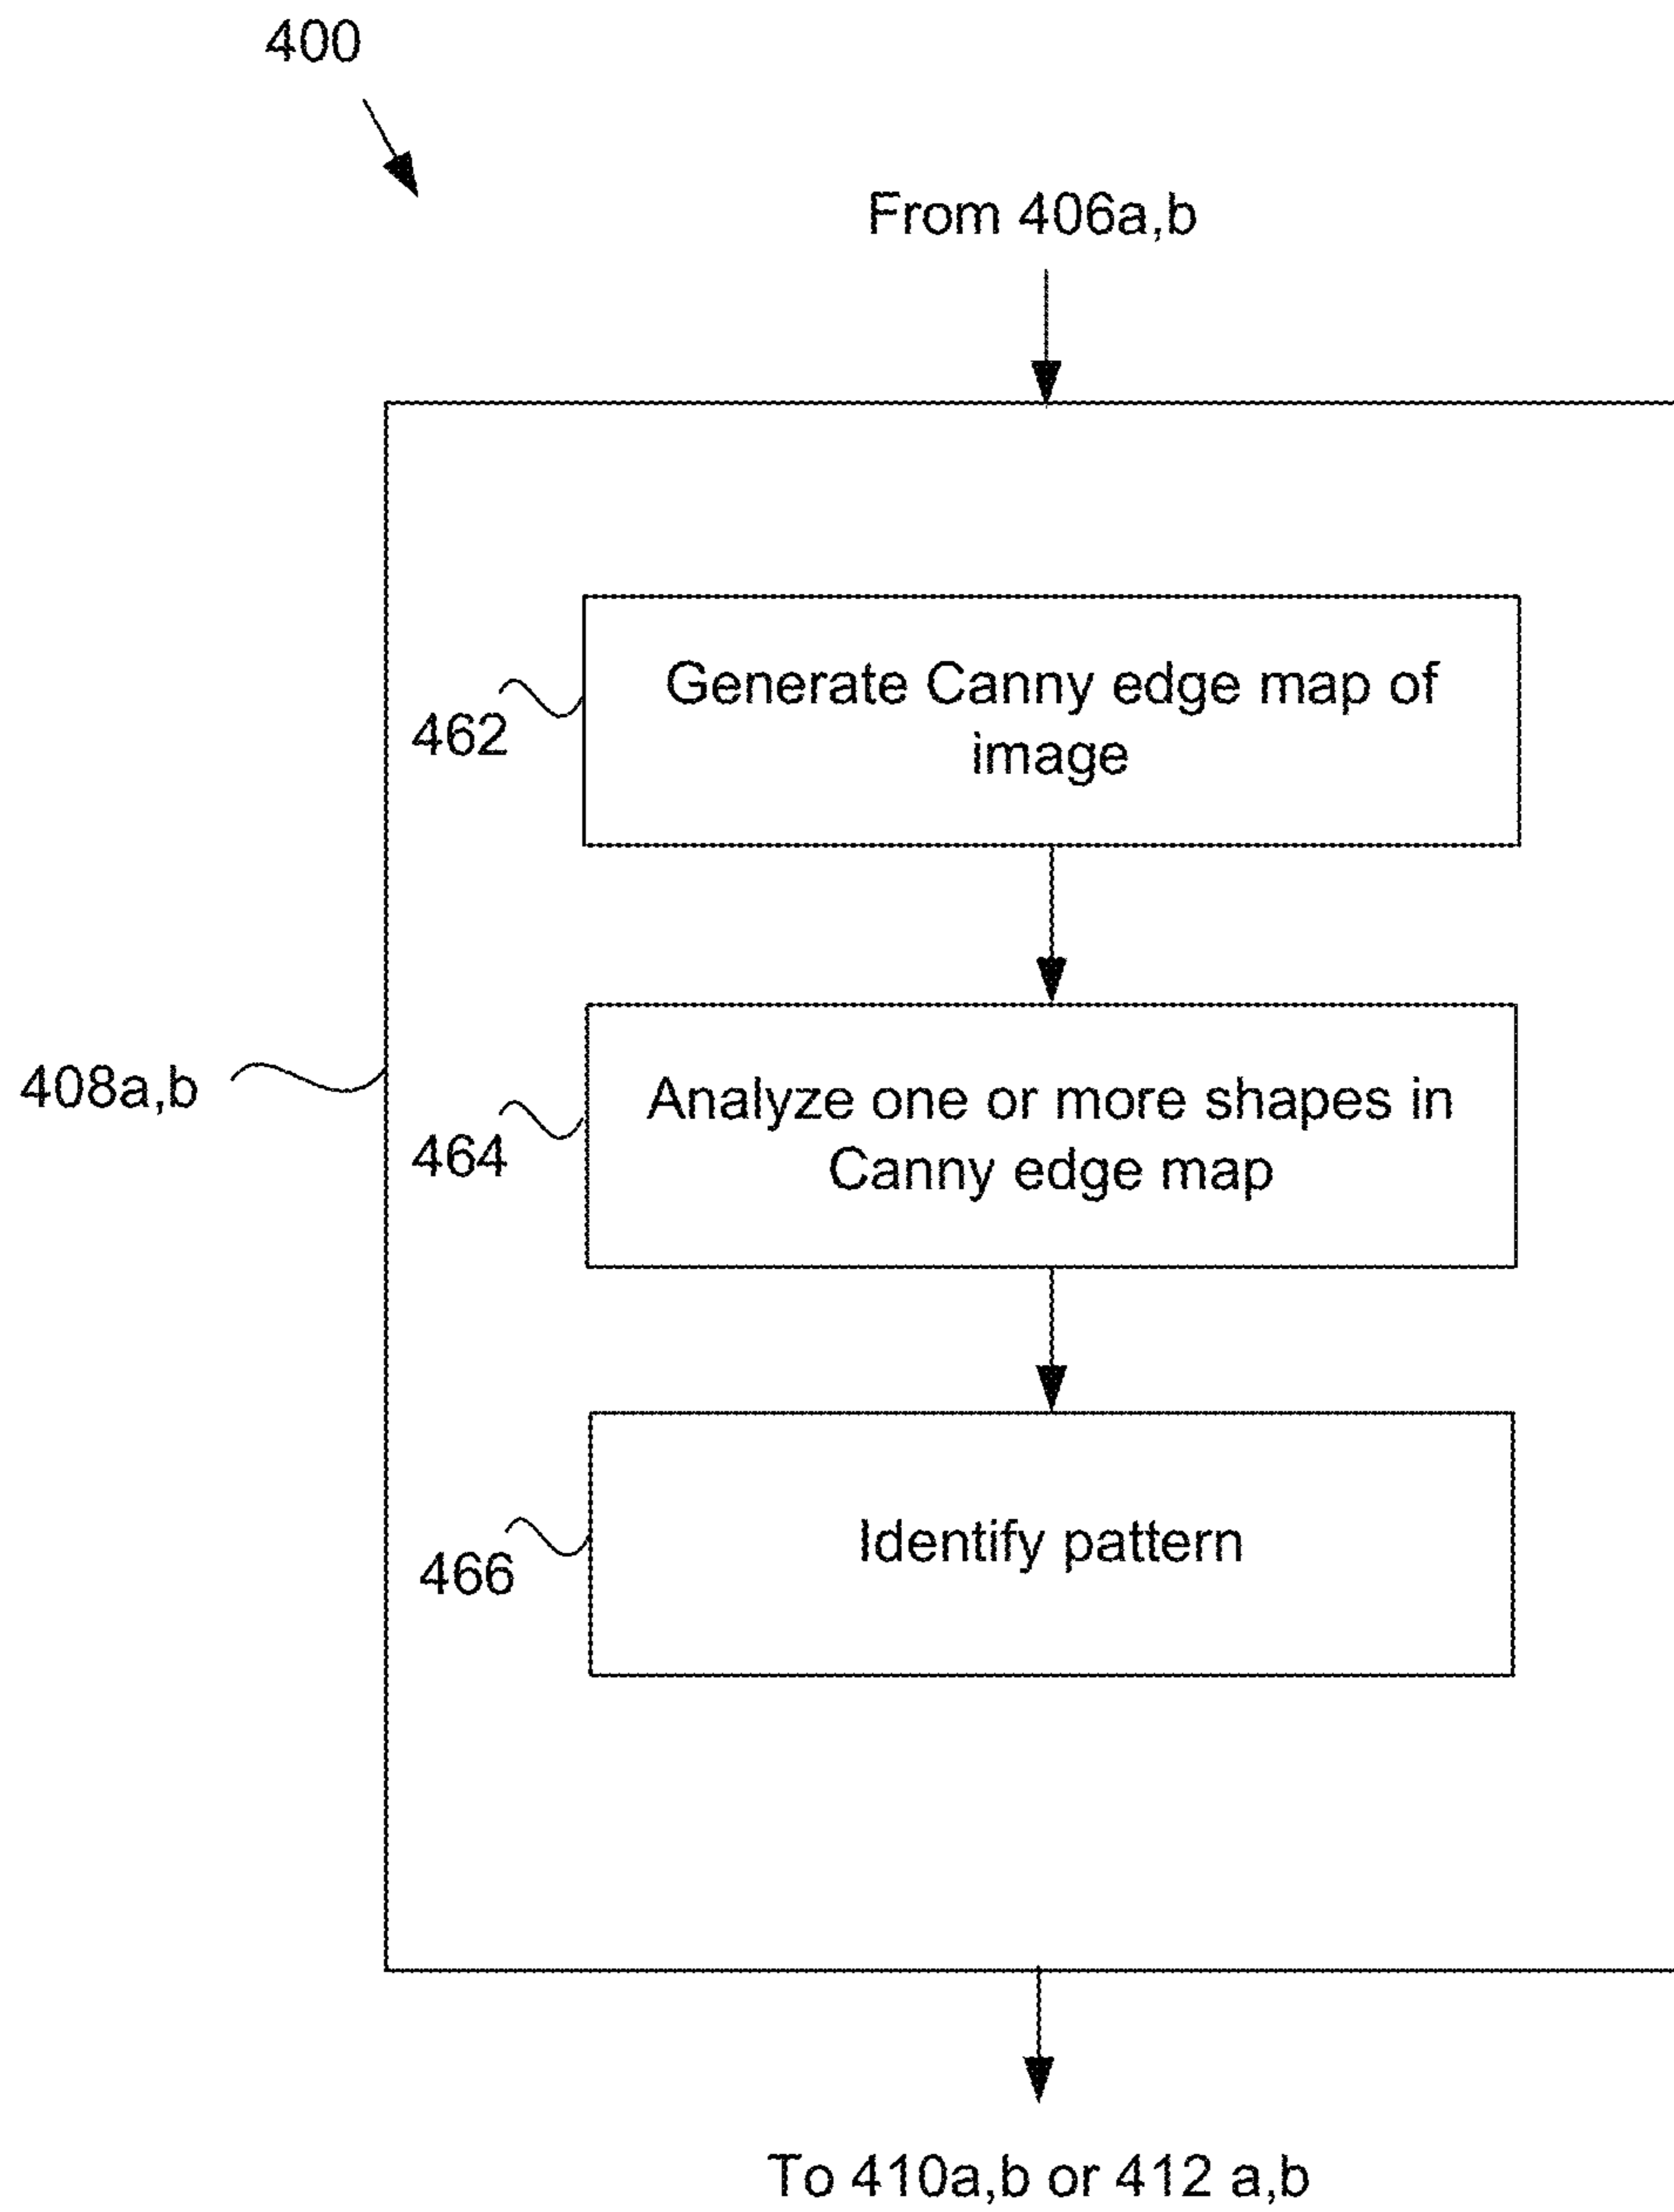 400
From 406a,b
Generate Canny edge map of
image
462
Analyze one or more shapes in
Canny edge map
408a,b
464
Identify pattern
466
To 410a,b or 412 a,b